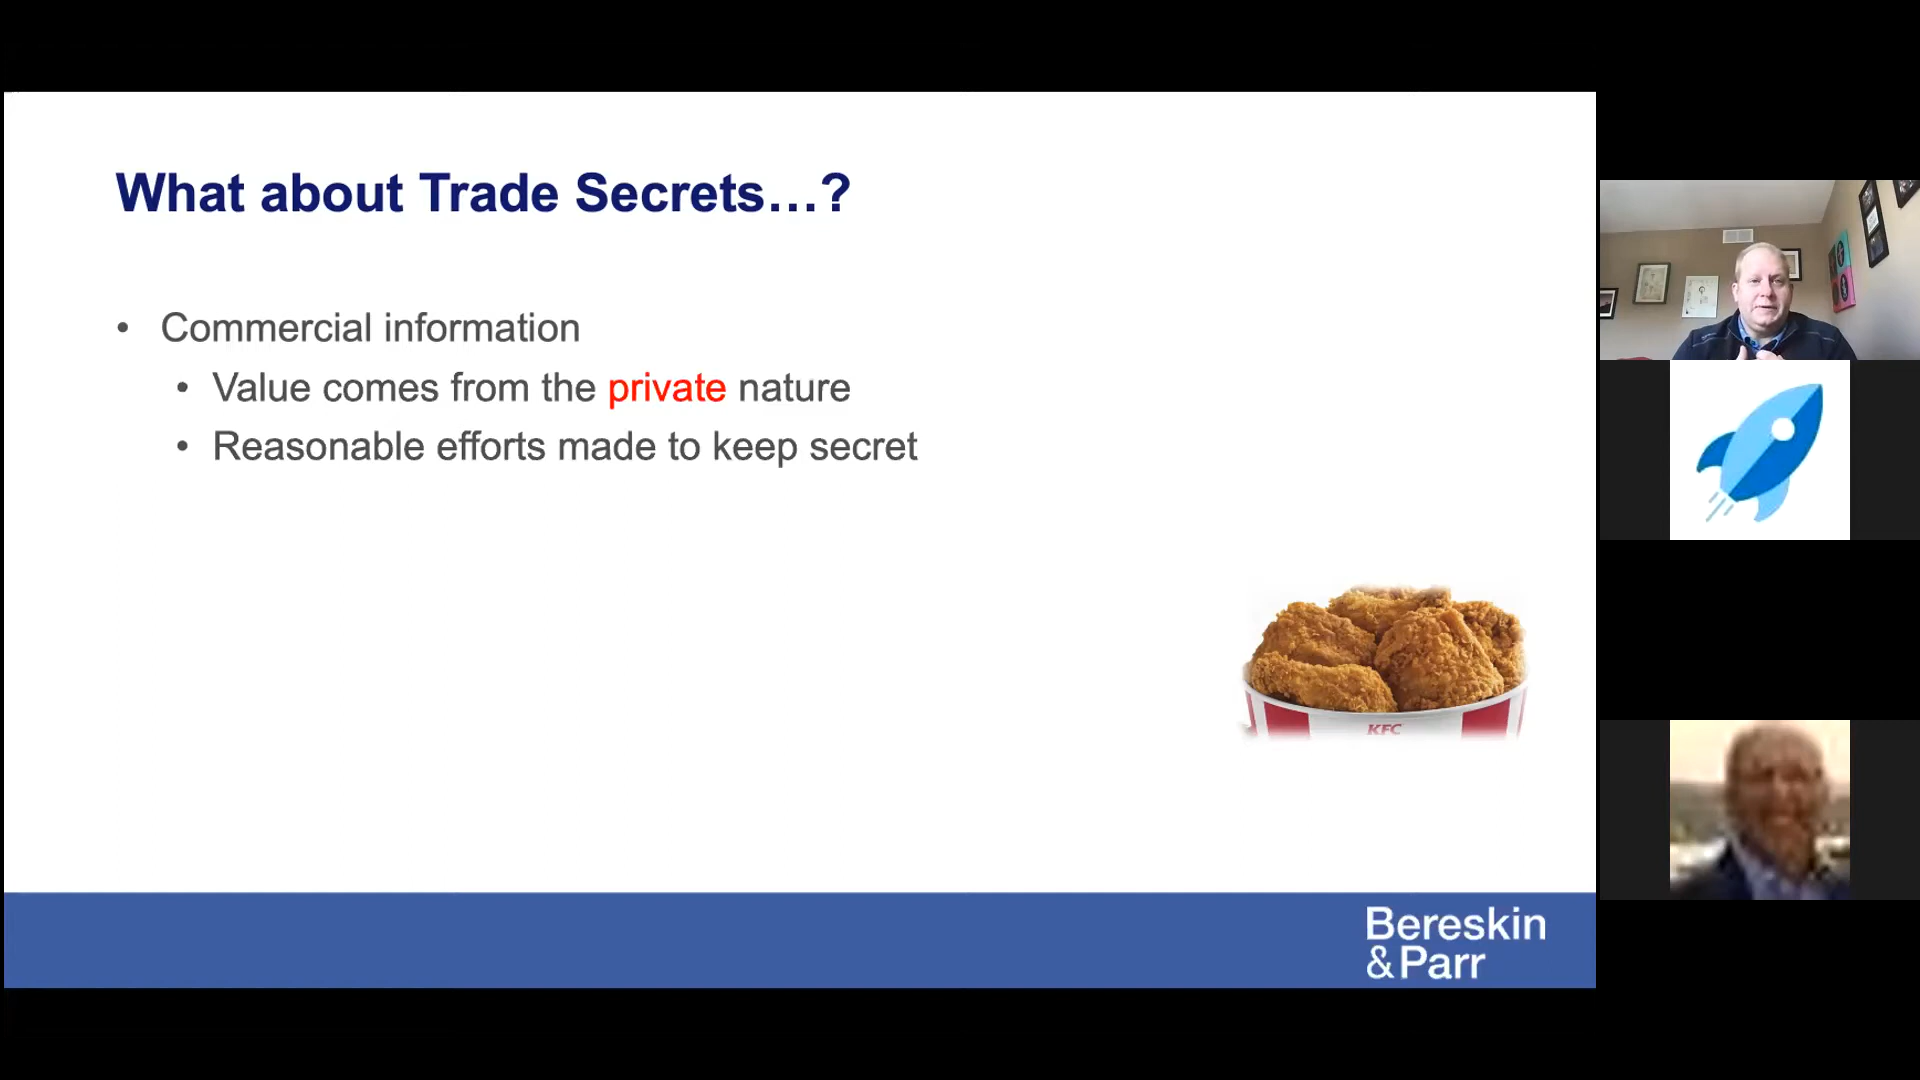 What about Trade Secrets…?
• Commercial information
• Value comes from the private nature
• Reasonable efforts made to keep secret
KFC
Bereskin
& Parr